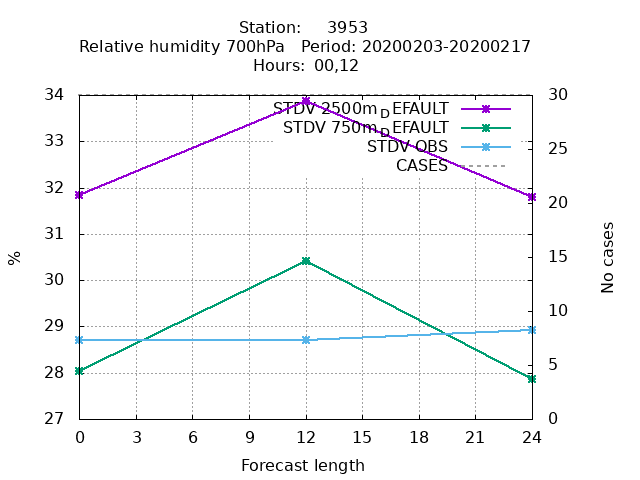 Station: 3953
Relative humidity 700hPa Period: 20200203-20200217
Hours: 00,12
34 30
STDV 2500mDEFAULT
STDV 750mDEFAULT
33 25
STDV OBS
CASES
32 20
31 15
30 10
29
28 5
27 0
% No cases
0 3 6 9 12 15 18 21 24
Forecast length